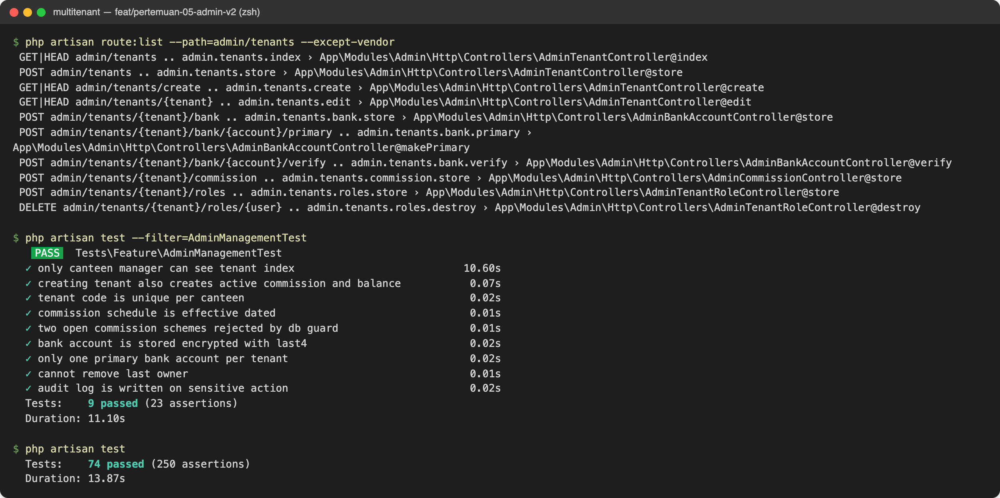 multitenant — feat/pertemuan-05-admin-v2 (zsh)
$ php artisan route:list --path=admin/tenants --except-vendor
GET|HEAD admin/tenants .. admin.tenants.index › App\Modules\Admin\Http\Controllers\AdminTenantController@index
POST admin/tenants .. admin.tenants.store › App\Modules\Admin\Http\Controllers\AdminTenantController@store
GET|HEAD admin/tenants/create .. admin.tenants.create › App\Modules\Admin\Http\Controllers\AdminTenantController@create
GET|HEAD admin/tenants/{tenant} .. admin.tenants.edit › App\Modules\Admin\Http\Controllers\AdminTenantController@edit
POST admin/tenants/{tenant}/bank .. admin.tenants.bank.store › App\Modules\Admin\Http\Controllers\AdminBankAccountController@store
POST admin/tenants/{tenant}/bank/{account}/primary .. admin.tenants.bank.primary ›
App\Modules\Admin\Http\Controllers\AdminBankAccountController@makePrimary
POST admin/tenants/{tenant}/bank/{account}/verify .. admin.tenants.bank.verify › App\Modules\Admin\Http\Controllers\AdminBankAccountController@verify
POST admin/tenants/{tenant}/commission .. admin.tenants.commission.store › App\Modules\Admin\Http\Controllers\AdminCommissionController@store
POST admin/tenants/{tenant}/roles .. admin.tenants.roles.store › App\Modules\Admin\Http\Controllers\AdminTenantRoleController@store
DELETE admin/tenants/{tenant}/roles/{user} .. admin.tenants.roles.destroy › App\Modules\Admin\Http\Controllers\AdminTenantRoleController@destroy
$ php artisan test --filter=AdminManagementTest
PASS Tests\Feature\AdminManagementTest
✓ only canteen manager can see tenant index 10.60s
✓ creating tenant also creates active commission and balance 0.07s
✓ tenant code is unique per canteen 0.02s
✓ commission schedule is effective dated 0.01s
✓ two open commission schemes rejected by db guard 0.01s
✓ bank account is stored encrypted with last4 0.02s
✓ only one primary bank account per tenant 0.02s
✓ cannot remove last owner 0.01s
✓ audit log is written on sensitive action 0.02s
Tests: 9 passed (23 assertions)
Duration: 11.10s
$ php artisan test
Tests: 74 passed (250 assertions)
Duration: 13.87s